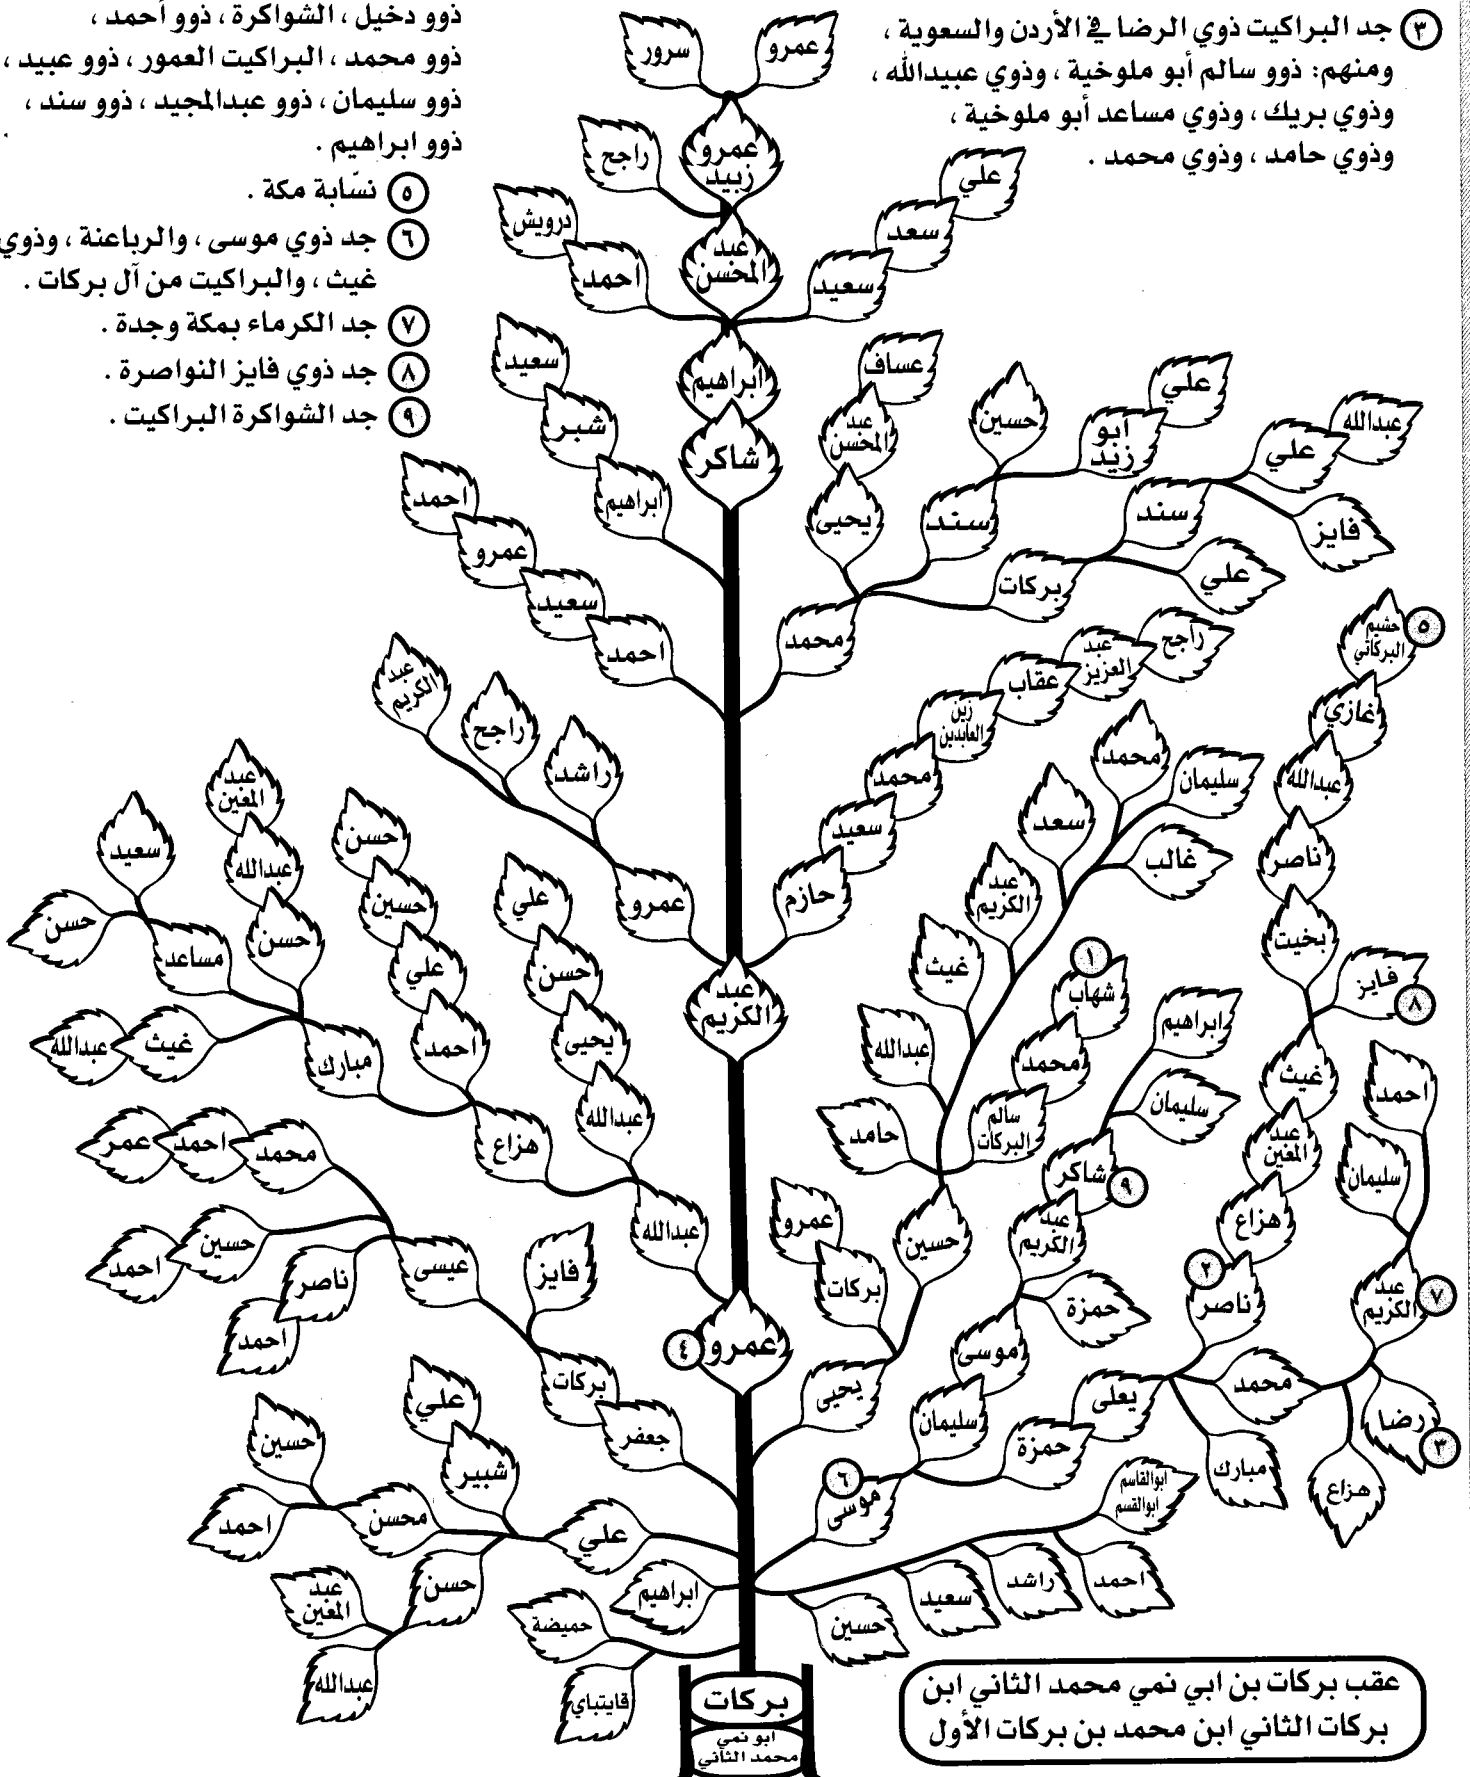 ٣ جد البراكيت ذوي الرضا في الأردن والسعوية ،
ومنهم: ذوو سالم أبو ملوخية ، وذوي عبيدالله ،
وذوي بريك ، وذوي مساعد أبو ملوخية ،
وذوي حامد ، وذوي محمد .
ذوو دخيل ، الشواكرة ، ذوو أحمد ،
ذوو محمد ، البراكيت العمور ، ذوو عبيد ،
ذوو سليمان ، ذوو عبدالمجيد ، ذوو سند ،
ذوو ابراهيم .
٥ نسّابة مكة .
٦ جد ذوي موسى ، والرباعنة ، وذوي
غيث ، والبراكيت من آل بركات .
٧ جد الكرماء بمكة وجدة .
٨ جد ذوي فايز النواصرة .
٩ جد الشواكرة البراكيت .
عمرو
سرور
عمرو
زبيد
راجح
علي
سعد
سعيد
عبد
المحسن
درويش
احمد
ابراهيم
شاكر
سعيد
شبر
ابراهيم
عساف
عبد
المحسن
يحيى
حسين
ابو
زيد
علي
سند
عبدالله
علي
فايز
سند
علي
بركات
محمد
احمد
عمرو
سعيد
احمد
عبد
الكريم
راجح
راشد
عمرو
راجح
عبد
العزيز
عقاب
زين
العابدين
محمد
سعيد
حازم
عبد
الكريم
٥
حشيم
البركاتي
غازي
عبدالله
ناصر
بخيت
فايز
٨
غيث
عبد
المعين
هزاع
٢
ناصر
محمد
سليمان
غالب
سعد
عبد
الكريم
غيث
عبدالله
حامد
١
شهاب
محمد
سالم
البركات
حسين
عمرو
بركات
يحيى
ابراهيم
سليمان
شاكر
٩
عبد
الكريم
حمزة
موسى
سليمان
احمد
سليمان
عبد
الكريم
٧
رضا
٣
هزاع
محمد
مبارك
يعلى
حمزة
٦
موسى
عبد
المعين
عبدالله
حسن
سعيد
حسن
مساعد
غيث
عبدالله
مبارك
حسن
حسين
علي
احمد
هزاع
علي
حسن
يحيى
عبدالله
عبدالله
عمرو
٤
محمد
احمد
عمر
حسين
احمد
ناصر
احمد
عيسى
فايز
بركات
جعفر
علي
شبير
حسين
احمد
محسن
علي
حسن
عبد
المعين
عبدالله
ابراهيم
حميضة
قايتباي
ابوالقاسم
ابوالقسم
احمد
راشد
سعيد
حسين
بركات
ابو نمي
محمد الثاني
عقب بركات بن ابي نمي محمد الثاني ابن
بركات الثاني ابن محمد بن بركات الأول